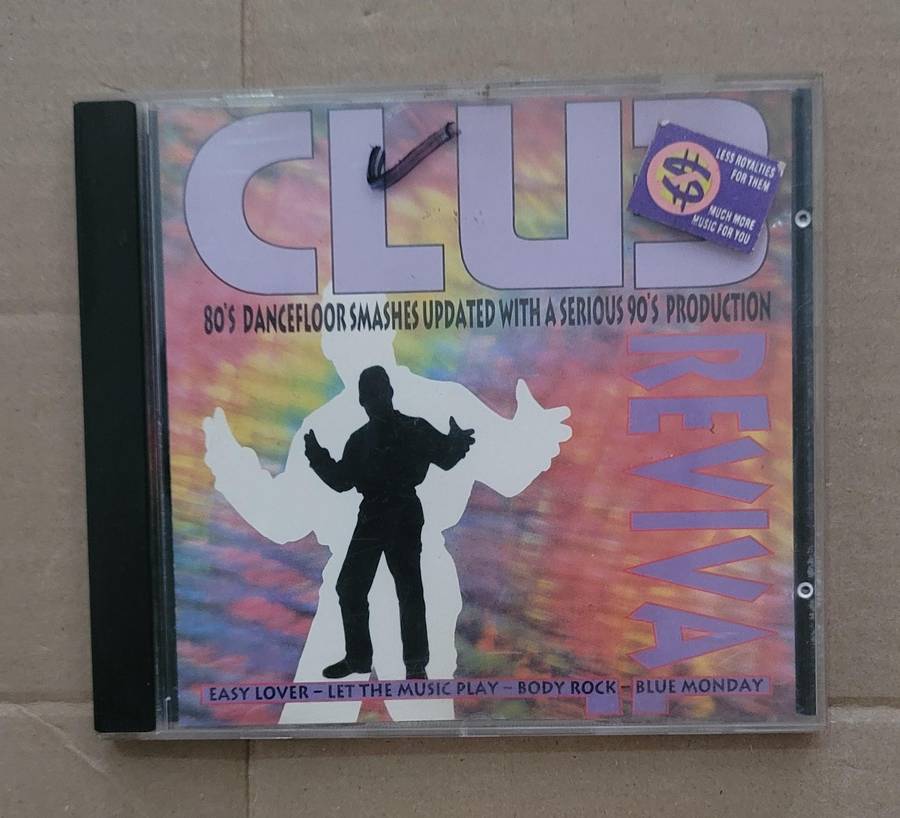 CLUB
LESS ROYALTIES
FOR THEM
MUCH MORE
MUSIC FOR YOU
80'S DANCEFLOOR SMASHES UPDATED WITH A SERIOUS 90'S PRODUCTION
REVIVAL
EASY LOVER – LET THE MUSIC PLAY – BODY ROCK – BLUE MONDAY